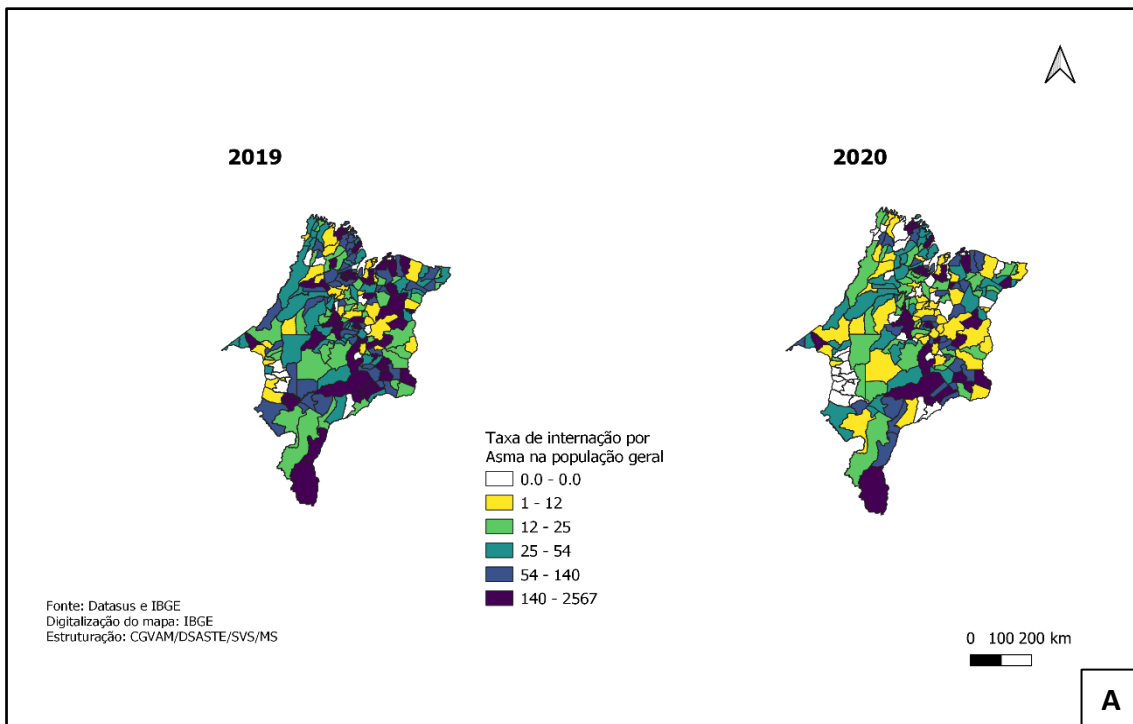 2019
2020
Taxa de internação por
Asma na população geral
0.0 - 0.0
1 - 12
12 - 25
25 - 54
54 - 140
140 - 2567
Fonte: Datasus e IBGE
Digitalização do mapa: IBGE
Estruturação: CGVAM/DSASTE/SVS/MS
0 100 200 km
A